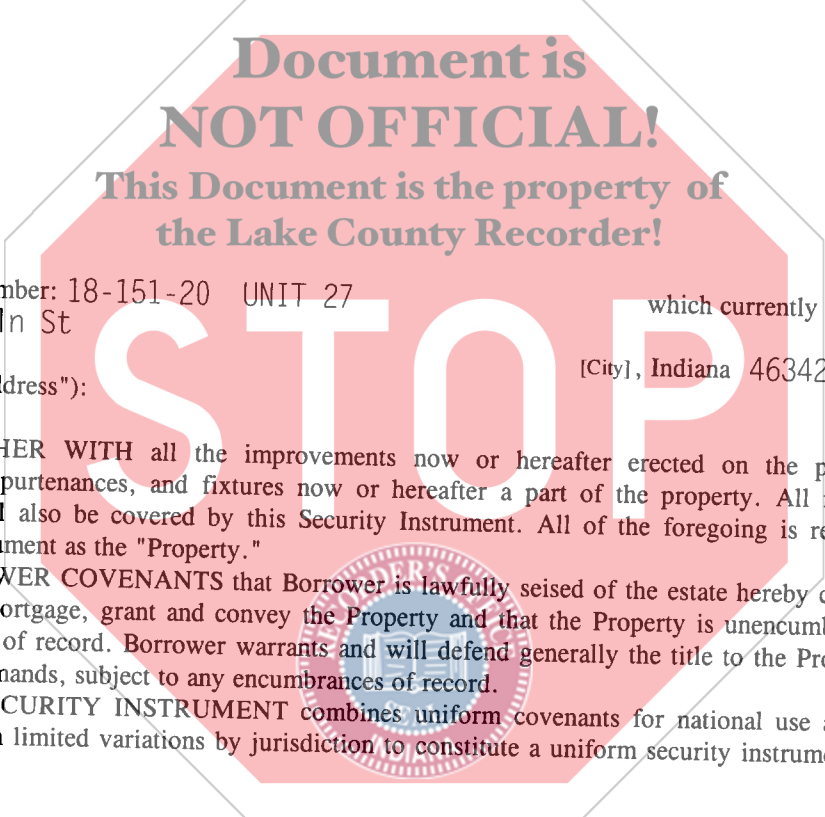 Document is
NOT OFFICIAL!
This Document is the property of
the Lake County Recorder!
mber: 18-151-20 UNIT 27
which currently
ln St
[City], Indiana 46342
ddress"):
STOP
HER WITH all the improvements now or hereafter erected on the p
purtenances, and fixtures now or hereafter a part of the property. All
l also be covered by this Security Instrument. All of the foregoing is re
ument as the "Property."
WER COVENANTS that Borrower is lawfully seised of the estate hereby c
ortgage, grant and convey the Property and that the Property is unencumb
of record. Borrower warrants and will defend generally the title to the Pro
mands, subject to any encumbrances of record.
CURITY INSTRUMENT combines uniform covenants for national use a
limited variations by jurisdiction to constitute a uniform security instrume
SEAL
INDIANA